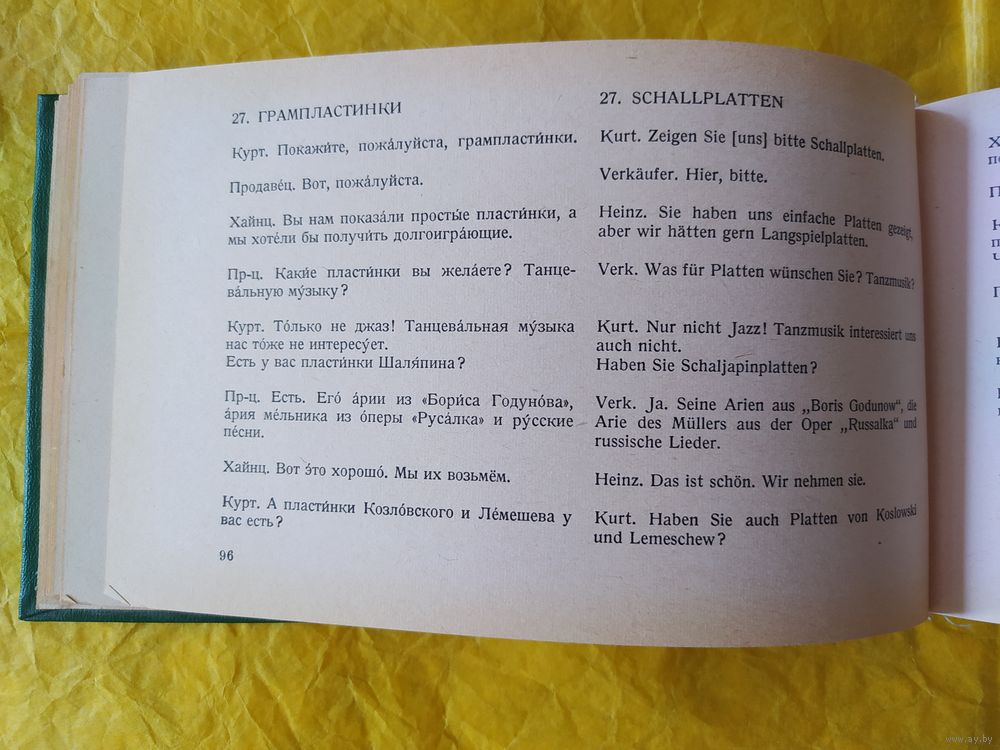 27. ГРАМПЛАСТИ́НКИ
Курт. Покажи́те, пожа́луйста, грампласти́нки.
Продаве́ц. Вот, пожа́луйста.
Хайнц. Вы нам показа́ли просты́е пласти́нки, а
мы хоте́ли бы получи́ть долгоигра́ющие.
Пр-ц. Каки́е пласти́нки вы жела́ете? Танце-
ва́льную му́зыку?
Курт. То́лько не джаз! Танцева́льная му́зыка
нас то́же не интересу́ет.
Есть у вас пласти́нки Шаля́пина?
Пр-ц. Есть. Его́ а́рии из «Бори́са Годуно́ва»,
а́рия ме́льника из о́перы «Руса́лка» и ру́сские
пе́сни.
Хайнц. Вот э́то хорошо́. Мы их возьмём.
Курт. А пласти́нки Козло́вского и Ле́мешева у
вас есть?
96
27. SCHALLPLATTEN
Kurt. Zeigen Sie [uns] bitte Schallplatten.
Verkäufer. Hier, bitte.
Heinz. Sie haben uns einfache Platten gezeigt,
aber wir hätten gern Langspielplatten.
Verk. Was für Platten wünschen Sie? Tanzmusik?
Kurt. Nur nicht Jazz! Tanzmusik interessiert uns
auch nicht.
Haben Sie Schaljapinplatten?
Verk. Ja. Seine Arien aus „Boris Godunow“, die
Arie des Müllers aus der Oper „Russalka“ und
russische Lieder.
Heinz. Das ist schön. Wir nehmen sie.
Kurt. Haben Sie auch Platten von Koslowski
und Lemeschew?
www.ay.by